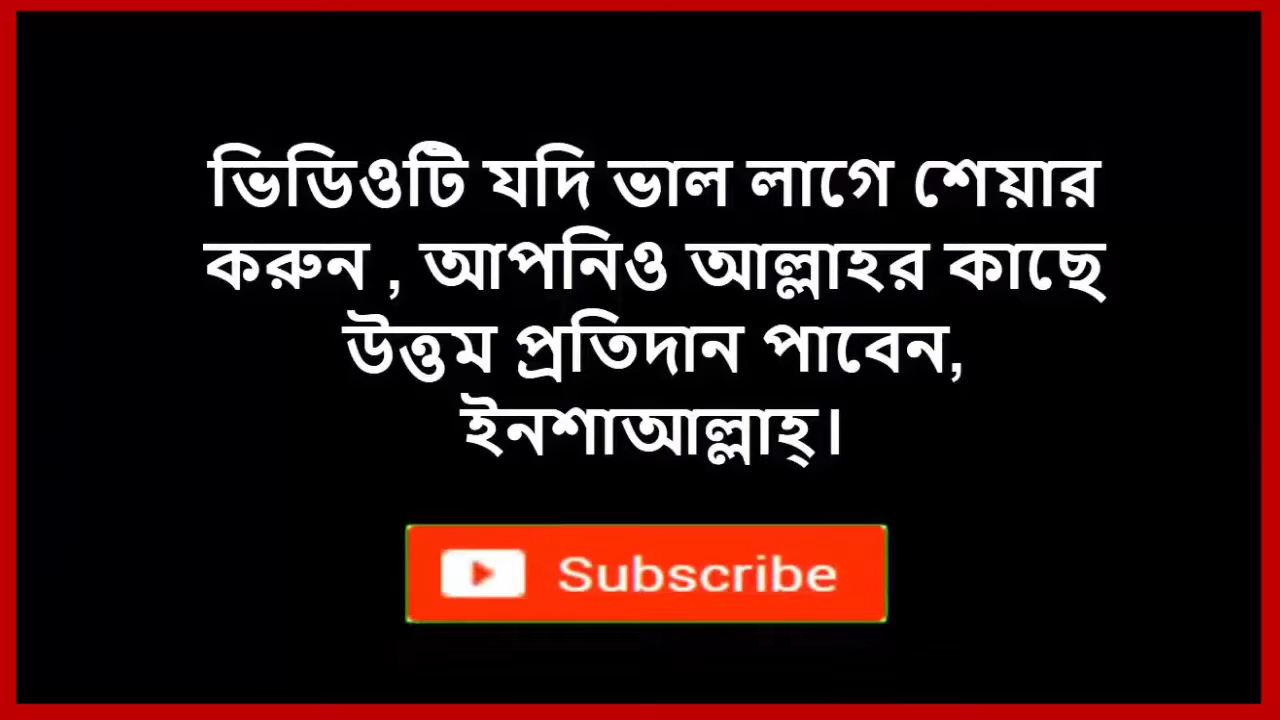 ভিডিওটি যদি ভাল লাগে শেয়ার
করুন , আপনিও আল্লাহর কাছে
উত্তম প্রতিদান পাবেন,
ইনশাআল্লাহ্।
Subscribe